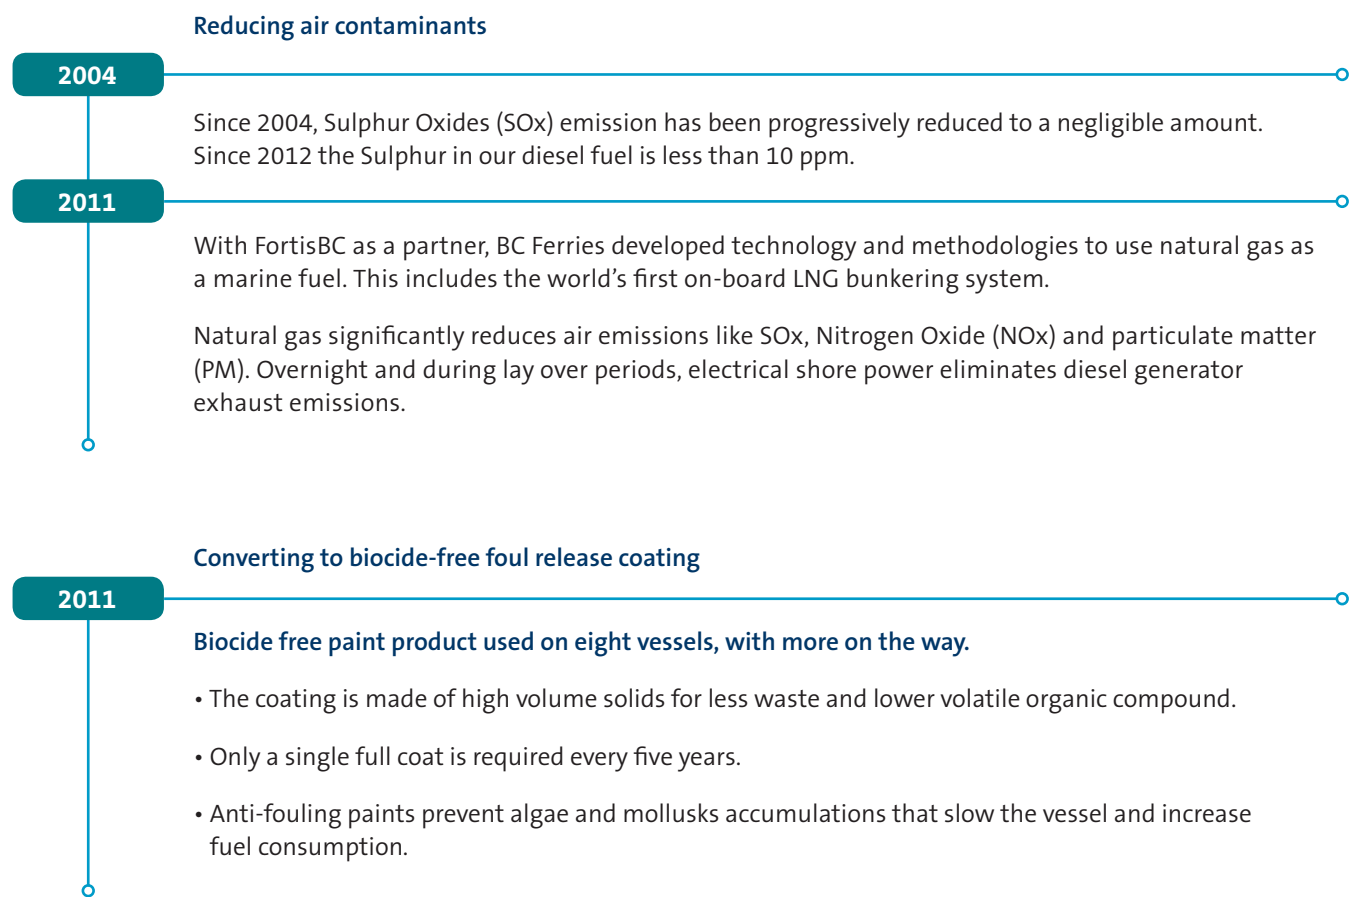 Reducing air contaminants
2004
Since 2004, Sulphur Oxides (SOx) emission has been progressively reduced to a negligible amount.
Since 2012 the Sulphur in our diesel fuel is less than 10 ppm.
2011
With FortisBC as a partner, BC Ferries developed technology and methodologies to use natural gas as
a marine fuel. This includes the world’s first on-board LNG bunkering system.
Natural gas significantly reduces air emissions like SOx, Nitrogen Oxide (NOx) and particulate matter
(PM). Overnight and during lay over periods, electrical shore power eliminates diesel generator
exhaust emissions.
Converting to biocide-free foul release coating
2011
Biocide free paint product used on eight vessels, with more on the way.
• The coating is made of high volume solids for less waste and lower volatile organic compound.
• Only a single full coat is required every five years.
• Anti-fouling paints prevent algae and mollusks accumulations that slow the vessel and increase
fuel consumption.